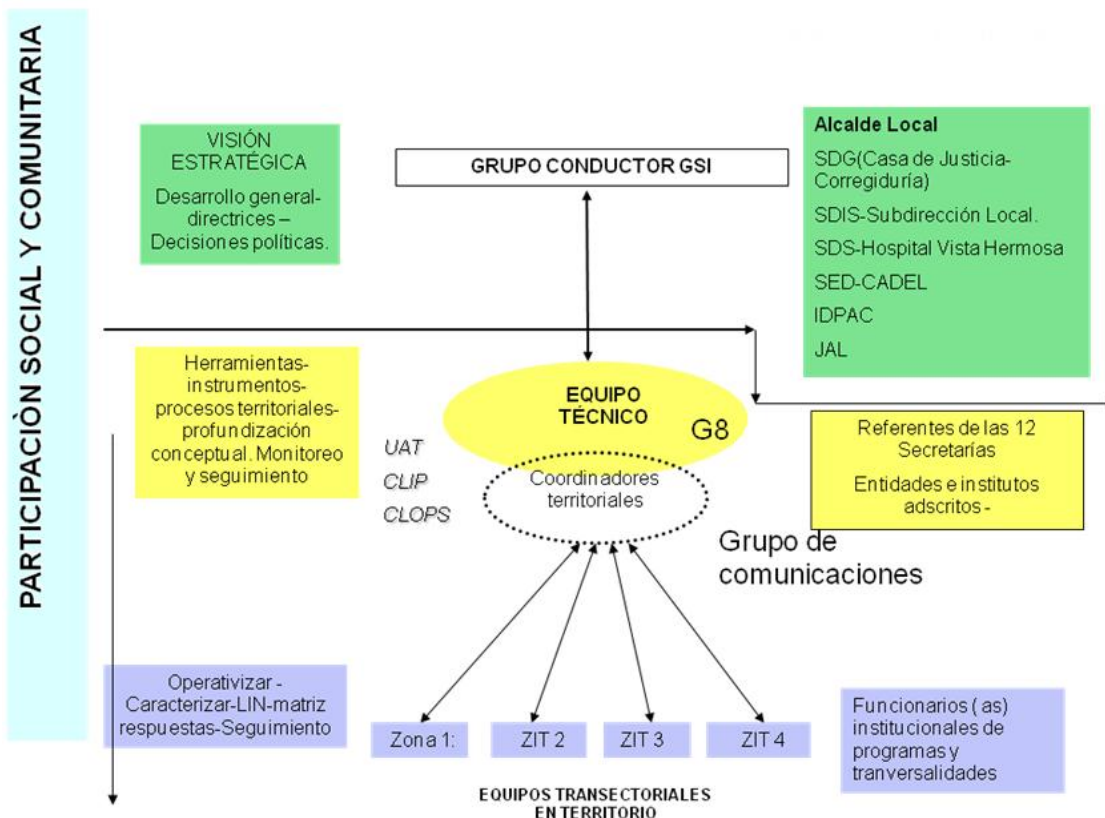 PARTICIPACIÒN SOCIAL Y COMUNITARIA
VISIÓN
ESTRATÉGICA
Desarrollo general-
directrices –
Decisiones políticas.
GRUPO CONDUCTOR GSI
Alcalde Local
SDG(Casa de Justicia-
Corregiduría)
SDIS-Subdirección Local.
SDS-Hospital Vista Hermosa
SED-CADEL
IDPAC
JAL
Herramientas-
instrumentos-
procesos territoriales-
profundización
conceptual. Monitoreo
y seguimiento
UAT
CLIP
CLOPS
EQUIPO
TÉCNICO
G8
Coordinadores
territoriales
Referentes de las 12
Secretarías
Entidades e institutos
adscritos -
Grupo de
comunicaciones
Operativizar -
Caracterizar-LIN-matriz
respuestas-Seguimiento
Zona 1:
ZIT 2
ZIT 3
ZIT 4
Funcionarios ( as)
institucionales de
programas y
tranversalidades
EQUIPOS TRANSECTORIALES
EN TERRITORIO